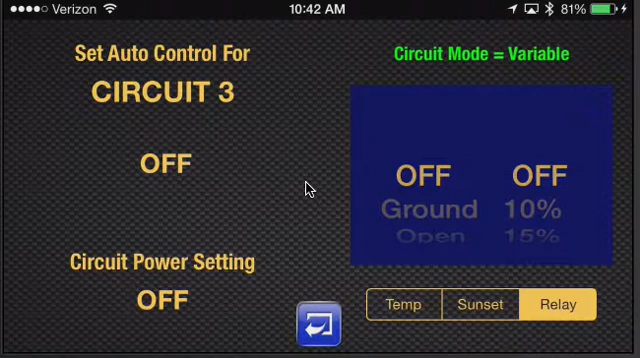 Verizon 10:42 AM 81%
Set Auto Control For
CIRCUIT 3
OFF
Circuit Power Setting
OFF
Circuit Mode = Variable
OFF OFF
Ground 10%
Open 15%
Temp Sunset Relay